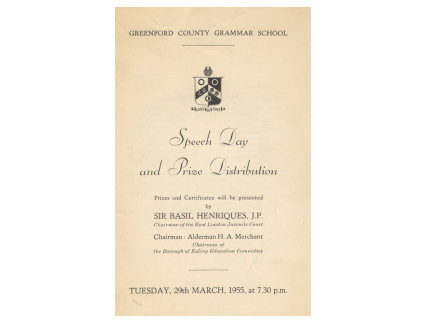 GREENFORD COUNTY GRAMMAR SCHOOL
Speech Day
and Prize Distribution
Prizes and Certificates will be presented
by
SIR BASIL HENRIQUES, J.P.
Chairman of the East London Juvenile Court
Chairman : Alderman H. A. Merchant
Chairman of
the Borough of Ealing Education Committee
TUESDAY, 29th MARCH, 1955, at 7.30 p.m.